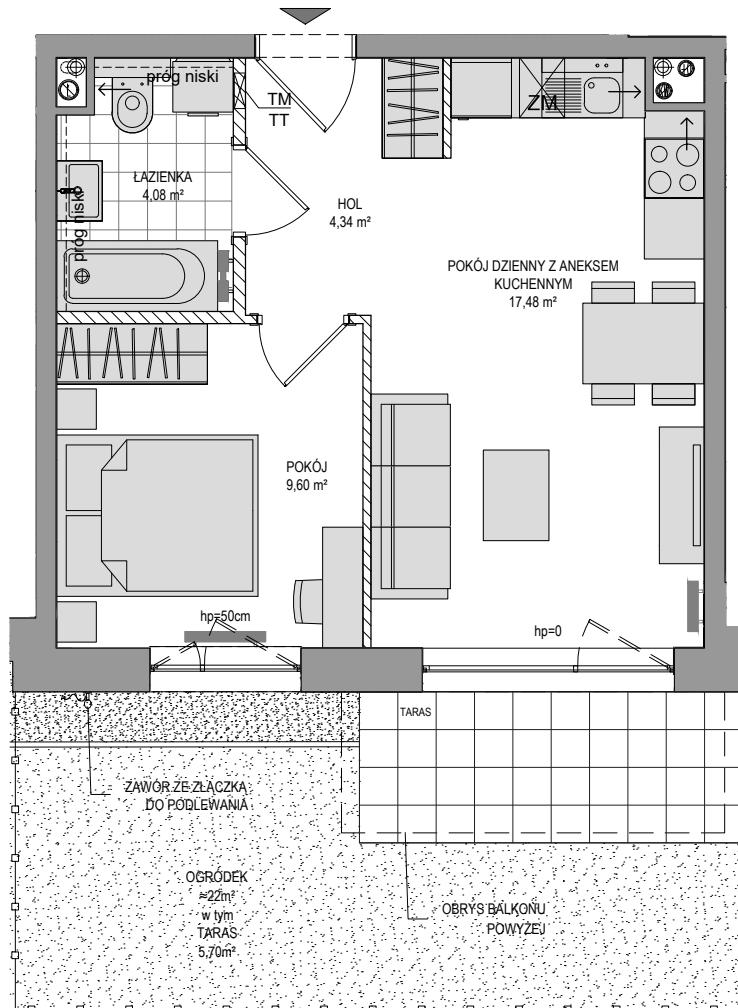 próg niski
TM
TT
ZM
ŁAZIENKA
4,08 m²
próg niski
HOL
4,34 m²
POKÓJ DZIENNY Z ANEKSEM
KUCHENNYM
17,48 m²
POKÓJ
9,60 m²
hp=50cm
hp=0
TARAS
ZAWÓR ZE ZŁĄCZKĄ
DO PODLEWANIA
OGRÓDEK
≈22m²
w tym
TARAS
5,70m²
OBRYS BALKONU
POWYŻEJ